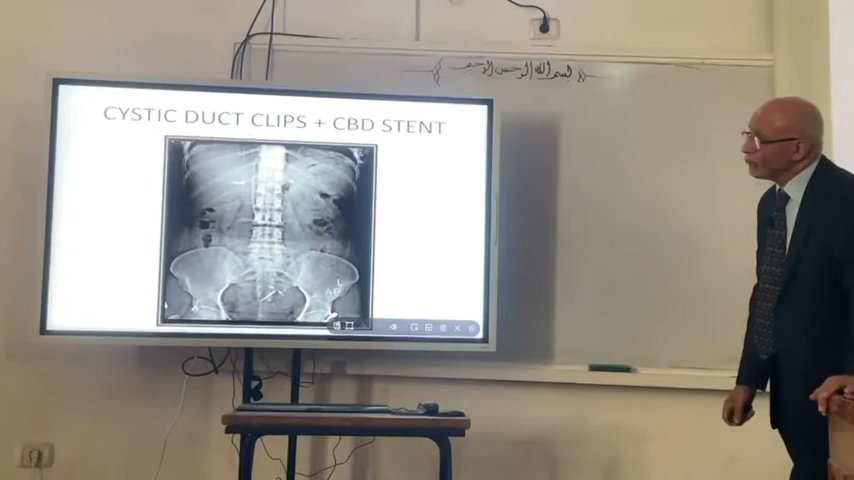 ﴿ بسم الله الرحمن الرحيم ﴾
CYSTIC DUCT CLIPS + CBD STENT
L